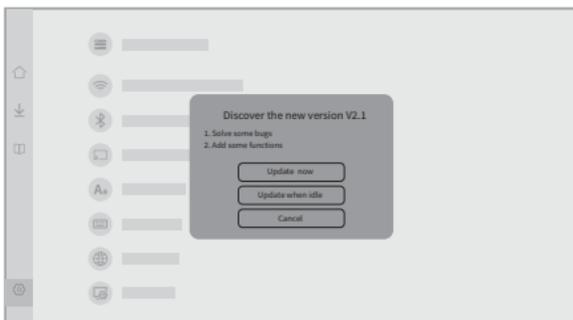 Discover the new version V2.1
1. Solve some bugs
2. Add some functions
Update now
Update when idle
Cancel